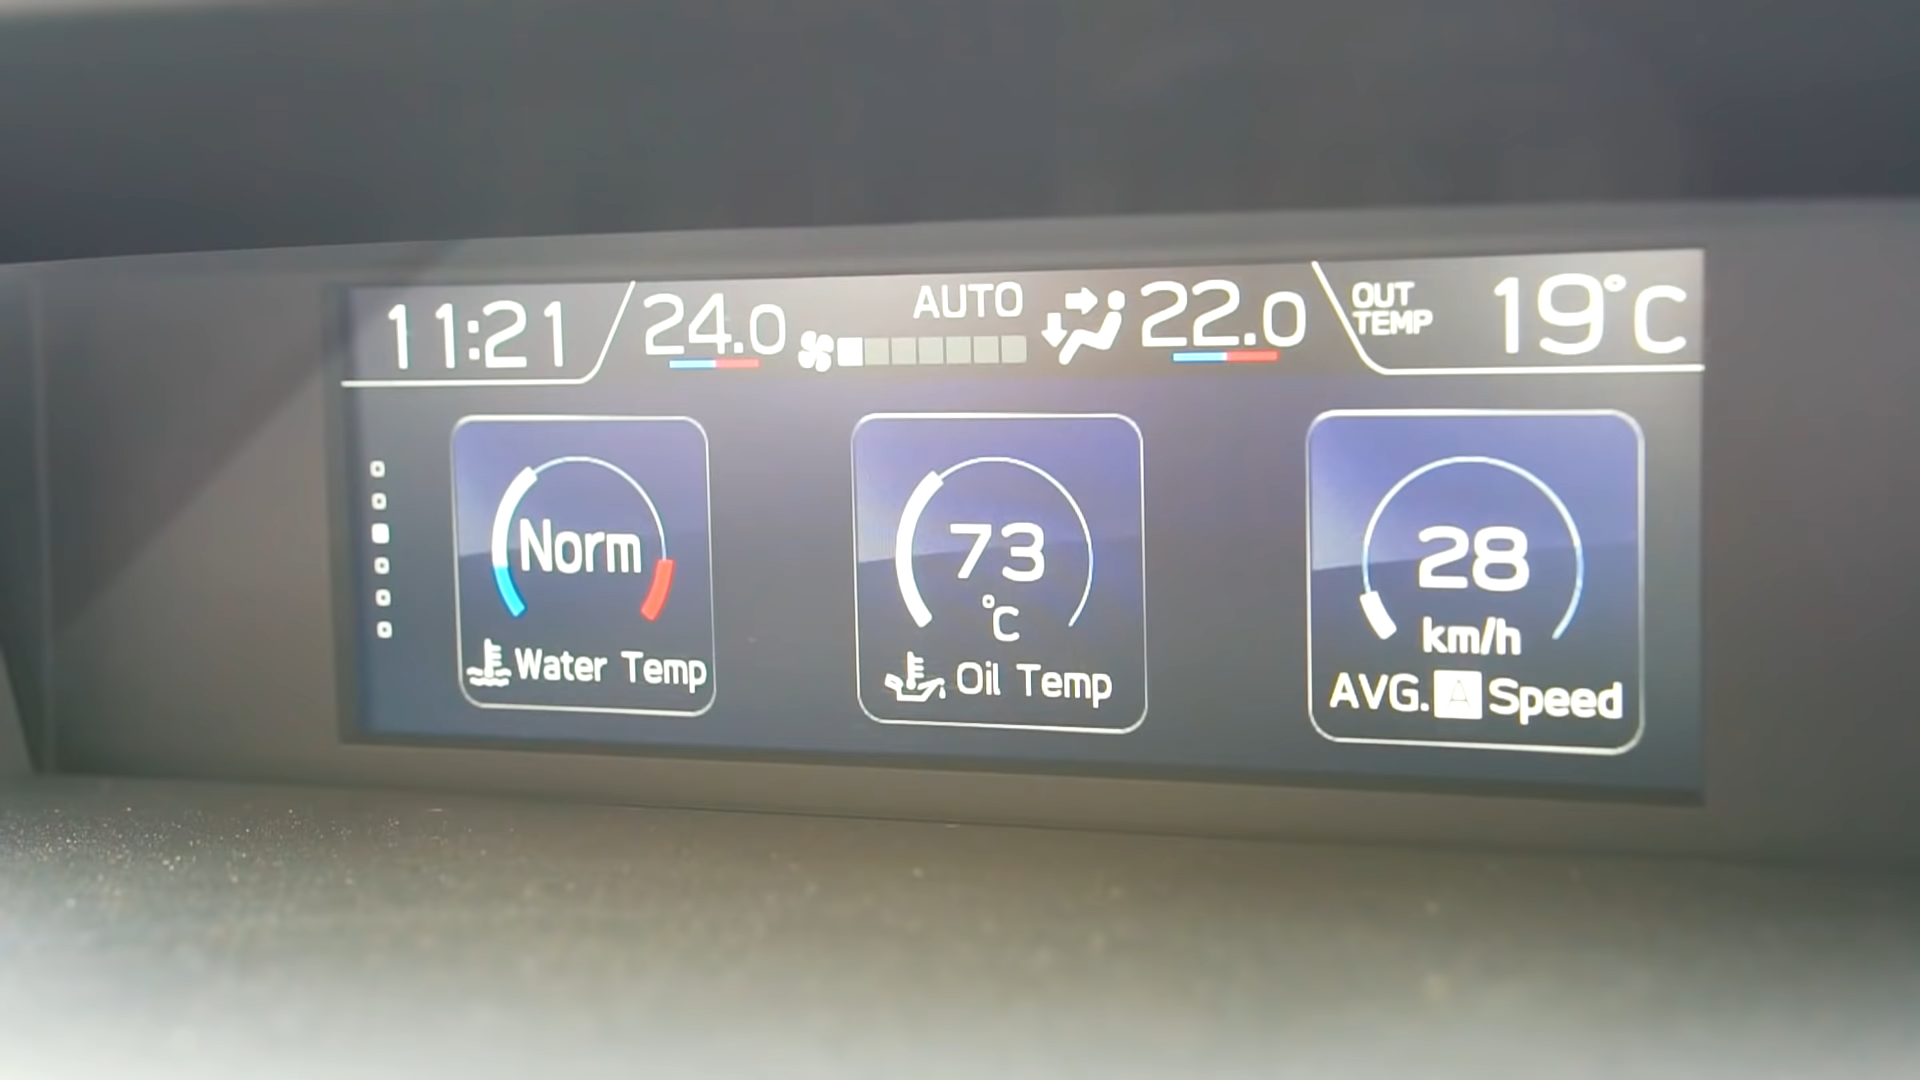 11:21 24.0 AUTO 22.0 OUT TEMP 19°C
Norm
Water Temp
73
°C
Oil Temp
28
km/h
AVG. A Speed